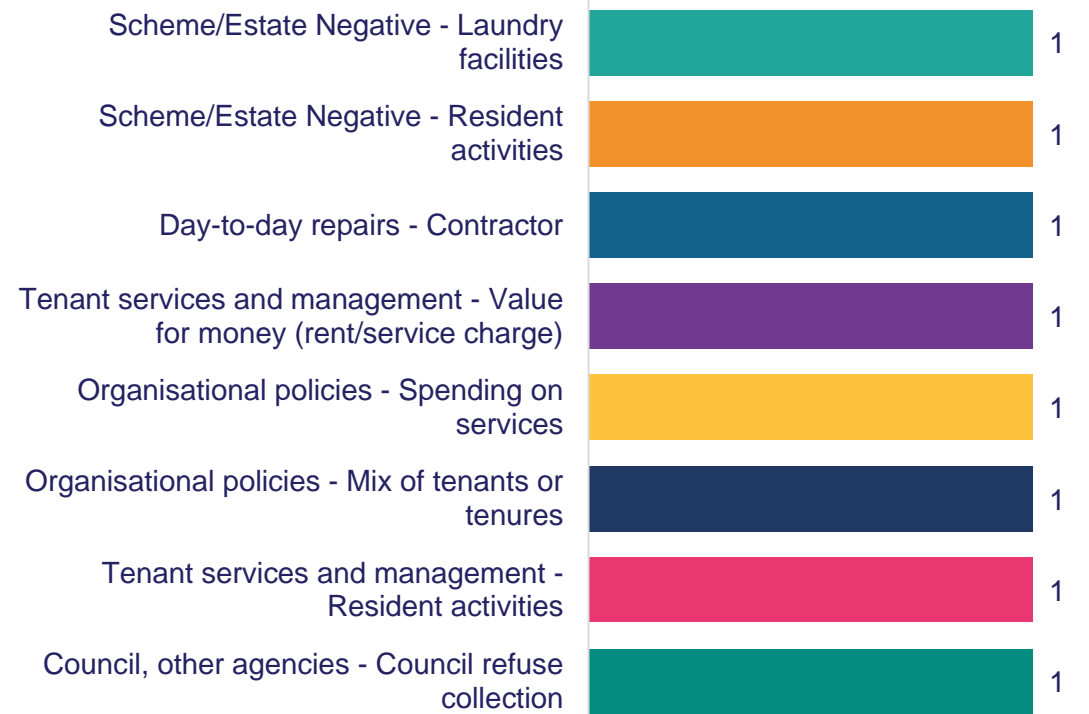 Scheme/Estate Negative - Laundry
facilities
1
Scheme/Estate Negative - Resident
activities
1
Day-to-day repairs - Contractor
1
Tenant services and management - Value
for money (rent/service charge)
1
Organisational policies - Spending on
services
1
Organisational policies - Mix of tenants or
tenures
1
Tenant services and management -
Resident activities
1
Council, other agencies - Council refuse
collection
1